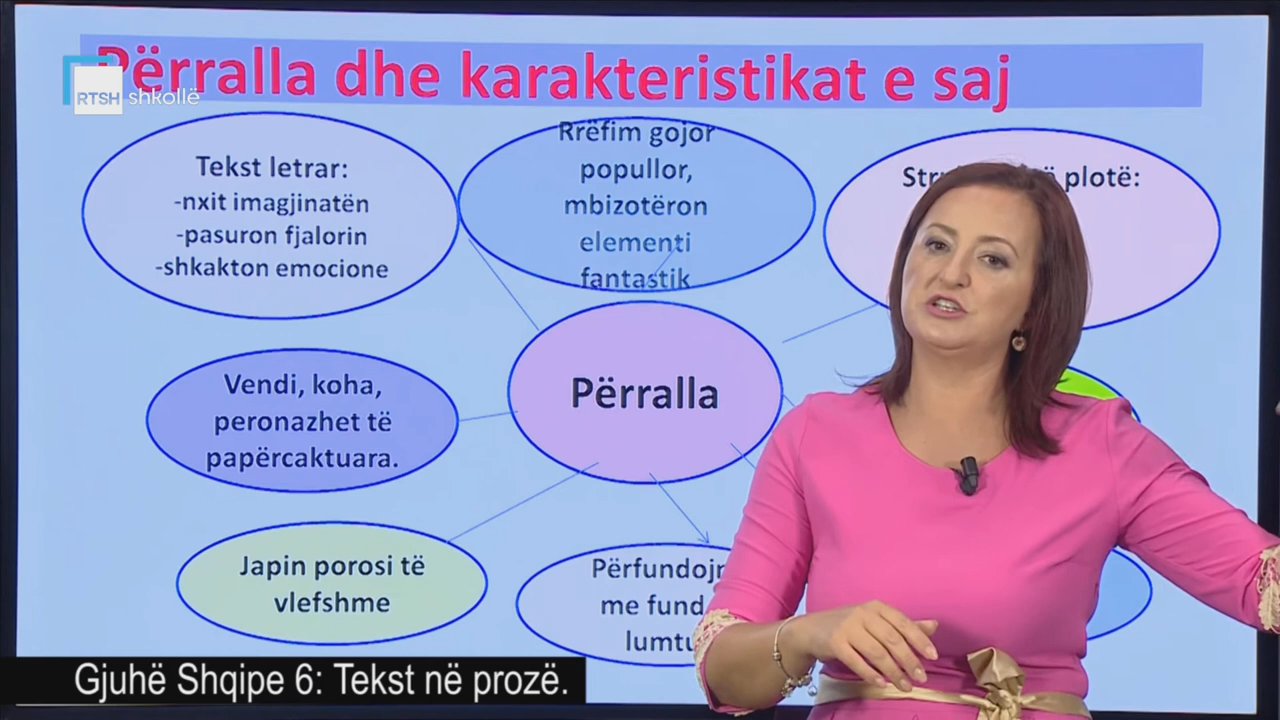 Përralla dhe karakteristikat e saj
RTSH shkollë
Tekst letrar:
-nxit imagjinatën
-pasuron fjalorin
-shkakton emocione
Rrëfim gojor
popullor,
mbizotëron
elementi
fantastik
plotë:
Përralla
Vendi, koha,
peronazhet të
papërcaktuara.
Japin porosi të
vlefshme
me fund
Gjuhë Shqipe 6: Tekst në prozë.